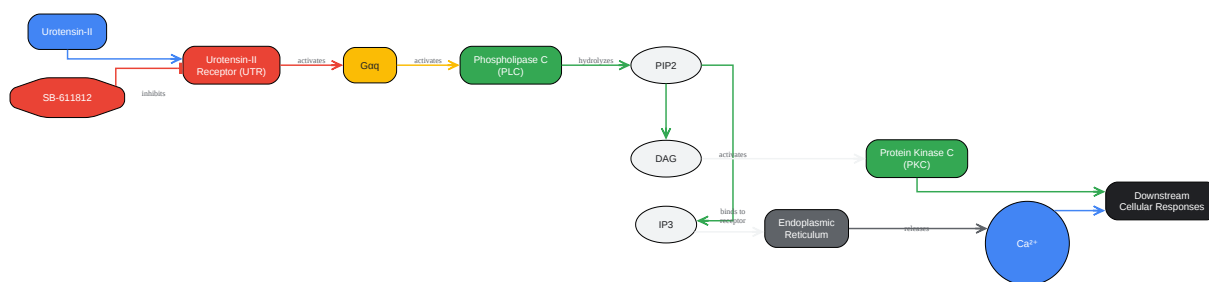 Urotensin-II
Urotensin-II
Receptor (UTR)
SB-611812
inhibits
activates
Gαq
activates
Phospholipase C
(PLC)
hydrolyzes
PIP2
DAG
activates
Protein Kinase C
(PKC)
IP3
binds to
receptor
Endoplasmic
Reticulum
releases
Ca²⁺
Downstream
Cellular Responses